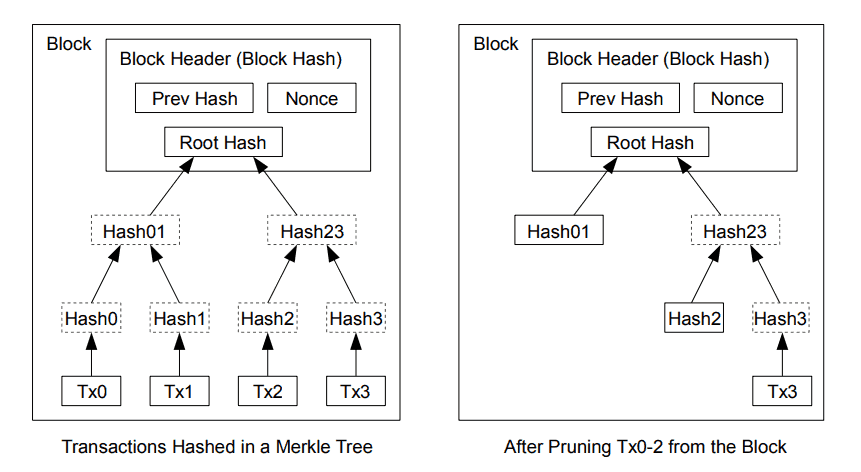 Block
Block Header (Block Hash)
Prev Hash
Nonce
Root Hash
Hash01
Hash23
Hash0
Hash1
Hash2
Hash3
Tx0
Tx1
Tx2
Tx3
Transactions Hashed in a Merkle Tree
Block
Block Header (Block Hash)
Prev Hash
Nonce
Root Hash
Hash01
Hash23
Hash2
Hash3
Tx3
After Pruning Tx0-2 from the Block